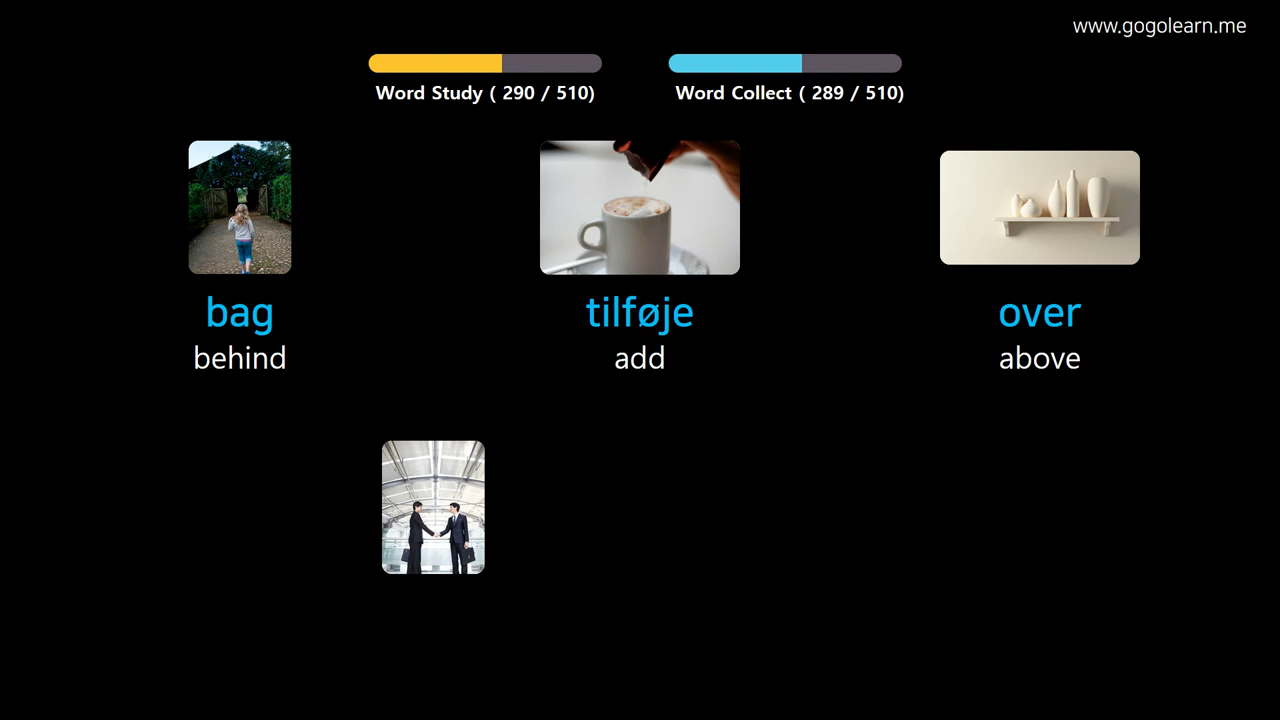 www.gogolearn.me
Word Study ( 290 / 510)
Word Collect ( 289 / 510)
bag
behind
tilføje
add
over
above